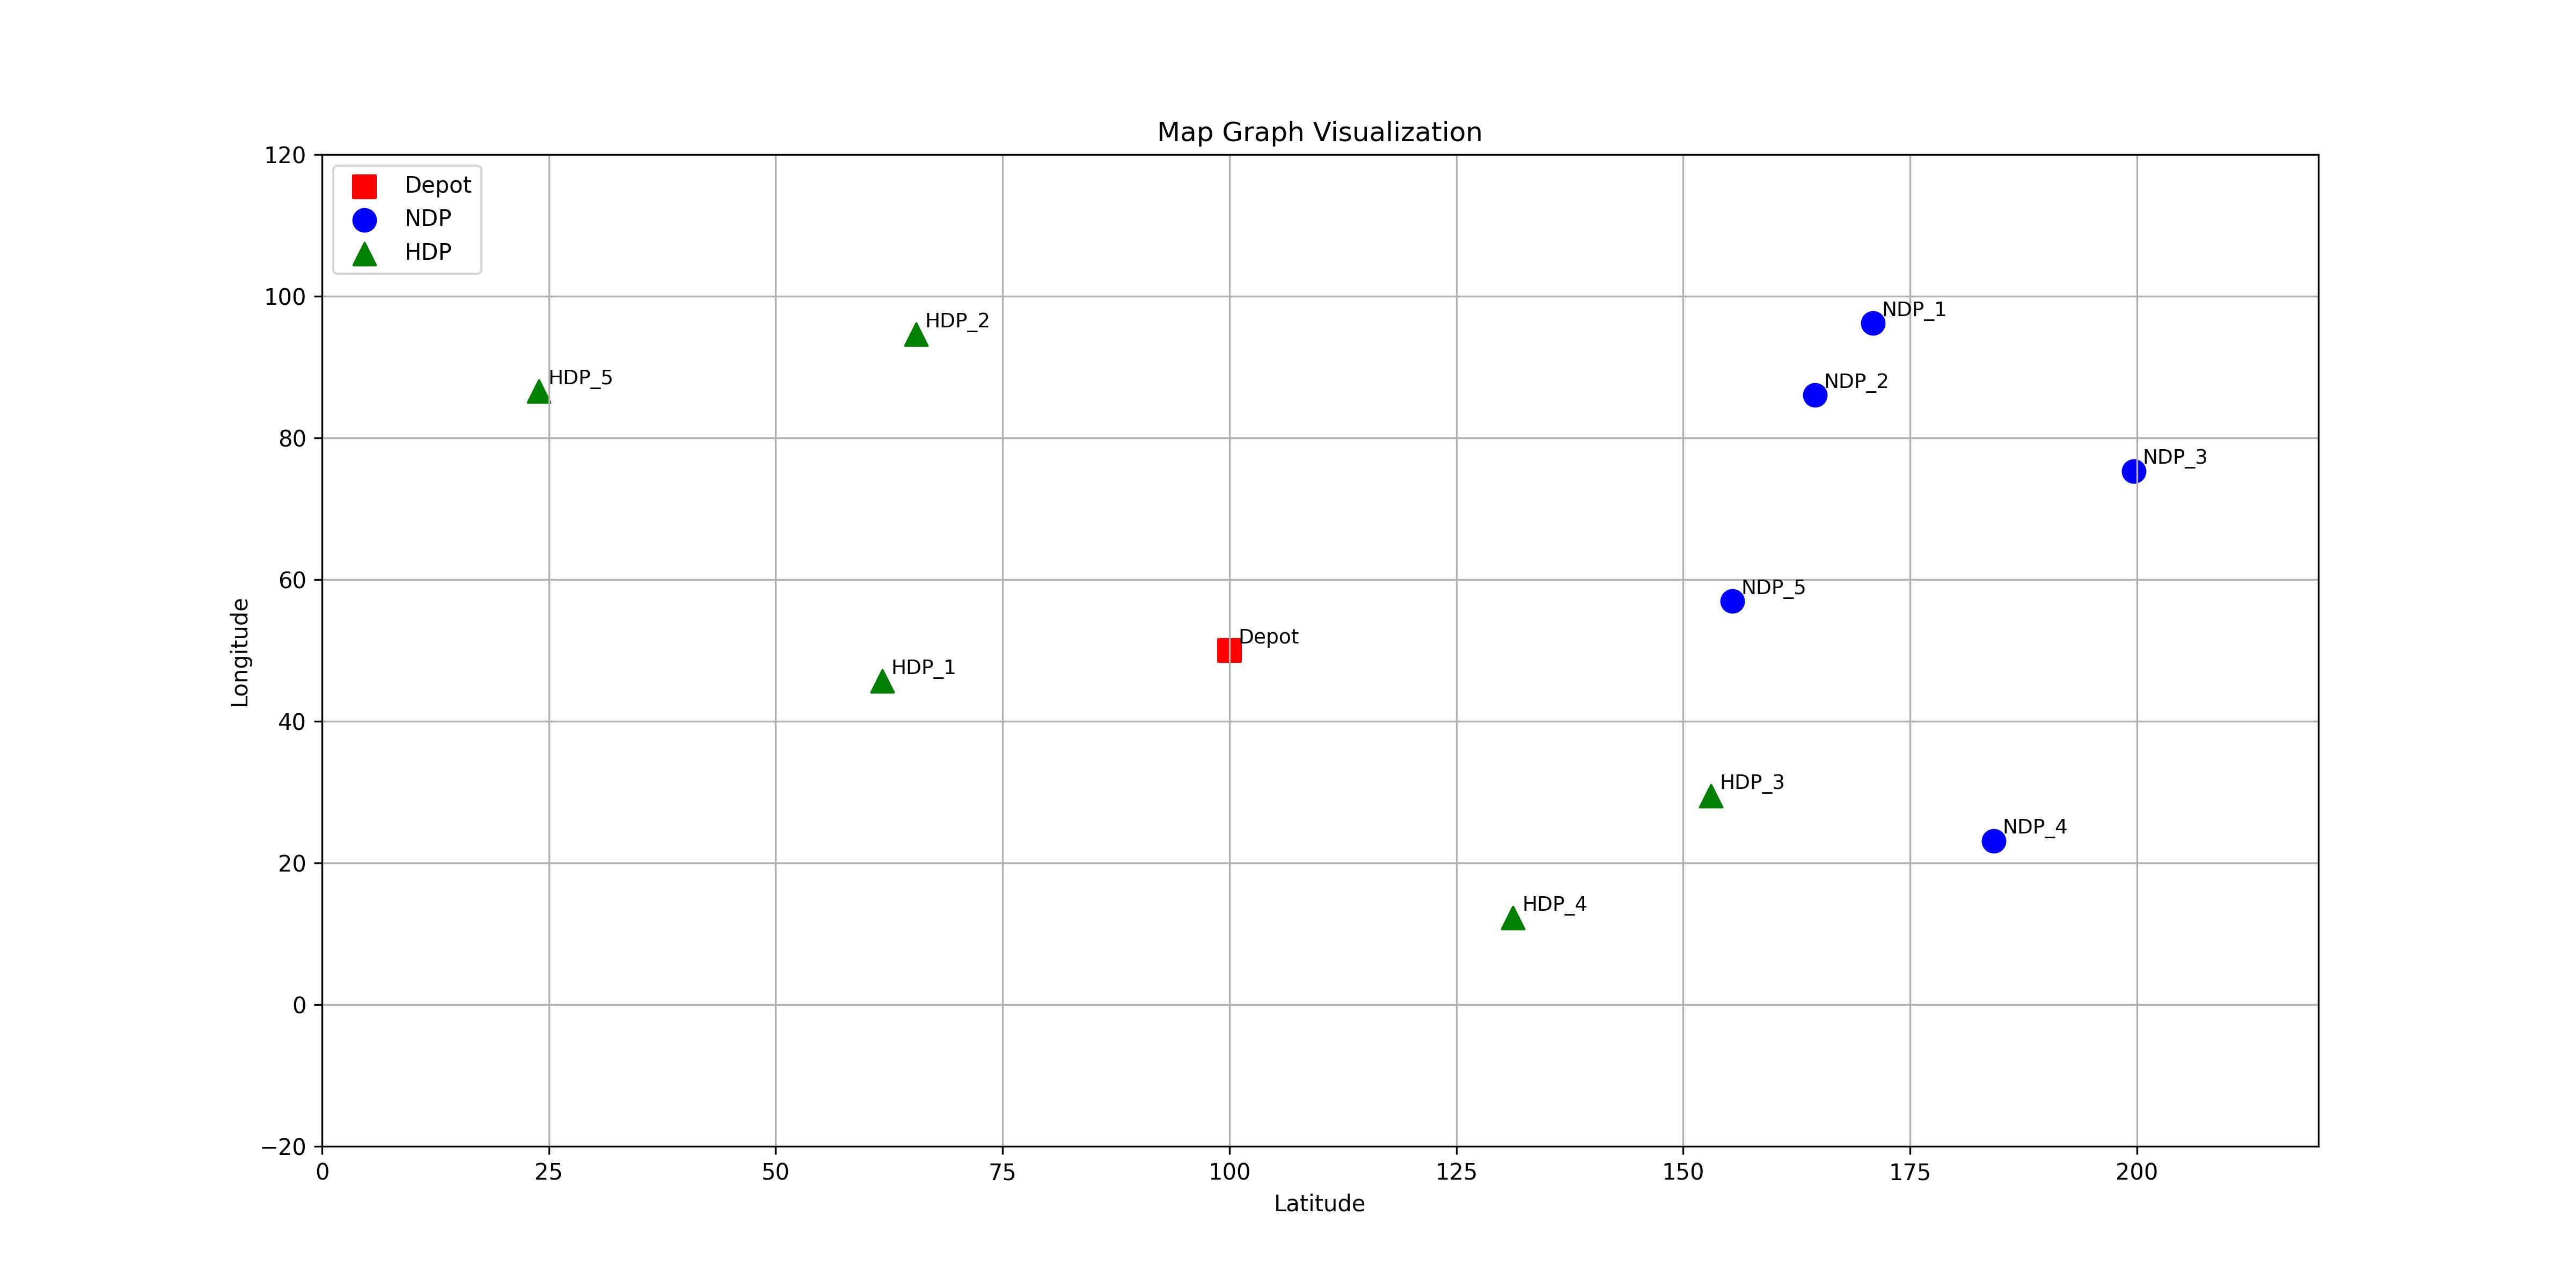 Map Graph Visualization
120
100
80
60
40
20
0
−20
Longitude
Depot
NDP
HDP
NDP_1
HDP_2
HDP_5
NDP_2
NDP_3
NDP_5
Depot
HDP_1
HDP_3
NDP_4
HDP_4
0 25 50 75 100 125 150 175 200
Latitude